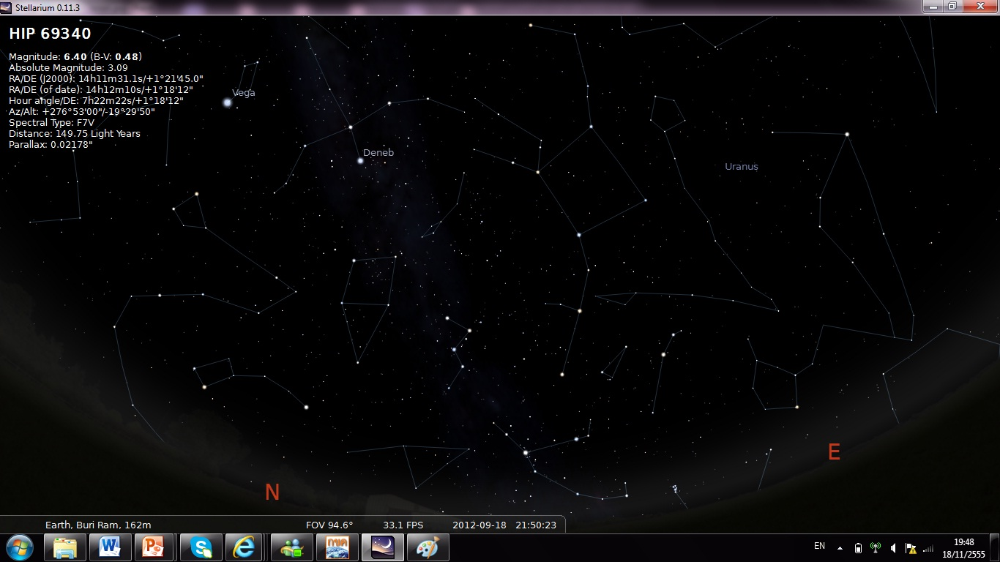 Stellarium 0.11.3
HIP 69340
Magnitude: 6.40 (B-V: 0.48)
Absolute Magnitude: 3.09
RA/DE (J2000): 14h11m31.1s/+1°21'45.0"
RA/DE (of date): 14h12m10s/+1°18'12"
Hour angle/DE: 7h22m22s/+1°18'12"
Az/Alt: +276°53'00"/-19°29'50"
Spectral Type: F7V
Distance: 149.75 Light Years
Parallax: 0.02178"
Vega
Deneb
Uranus
E
N
Earth, Buri Ram, 162m FOV 94.6° 33.1 FPS 2012-09-18 21:50:23
EN
19:48
18/11/2555